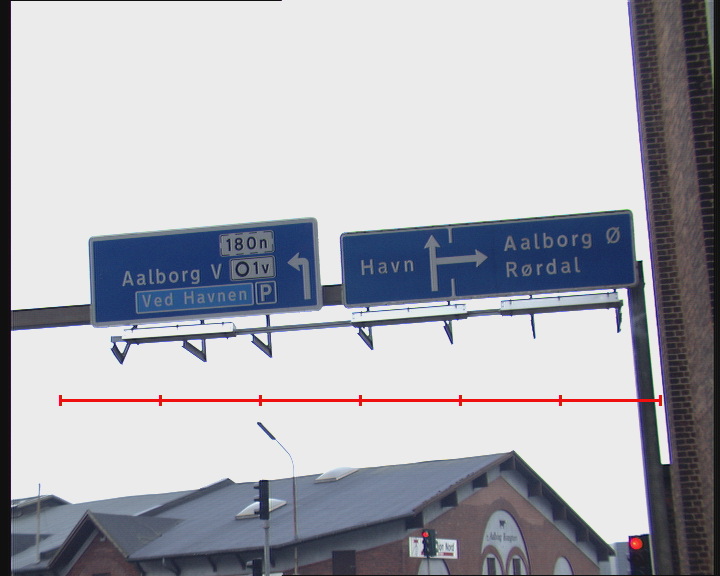 180n
Aalborg V O1v
Ved Havnen P
Havn
Aalborg Ø
Rørdal